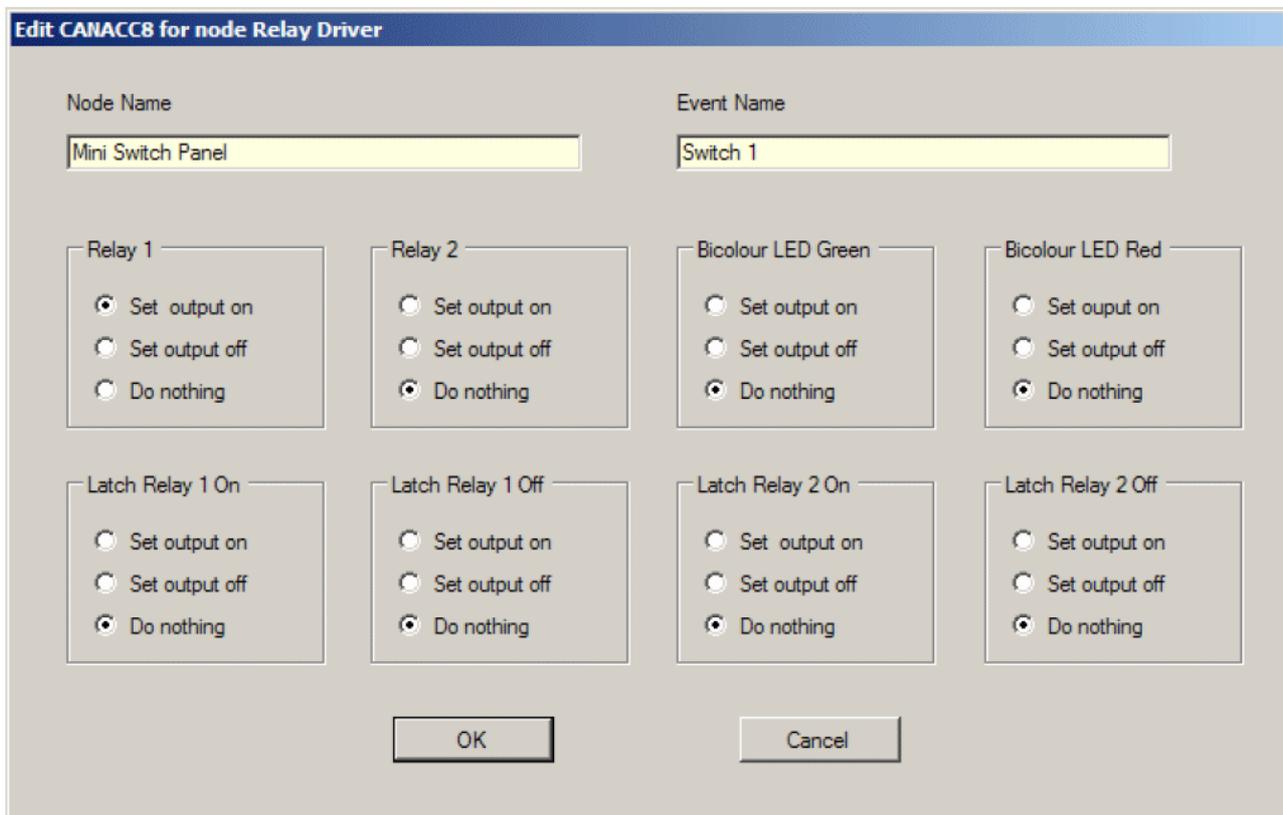 Edit CANACC8 for node Relay Driver
Node Name
Event Name
Mini Switch Panel
Switch 1
Relay 1
Set output on
Set output off
Do nothing
Relay 2
Set output on
Set output off
Do nothing
Bicolour LED Green
Set output on
Set output off
Do nothing
Bicolour LED Red
Set ouput on
Set output off
Do nothing
Latch Relay 1 On
Set output on
Set output off
Do nothing
Latch Relay 1 Off
Set output on
Set output off
Do nothing
Latch Relay 2 On
Set output on
Set output off
Do nothing
Latch Relay 2 Off
Set output on
Set output off
Do nothing
OK
Cancel